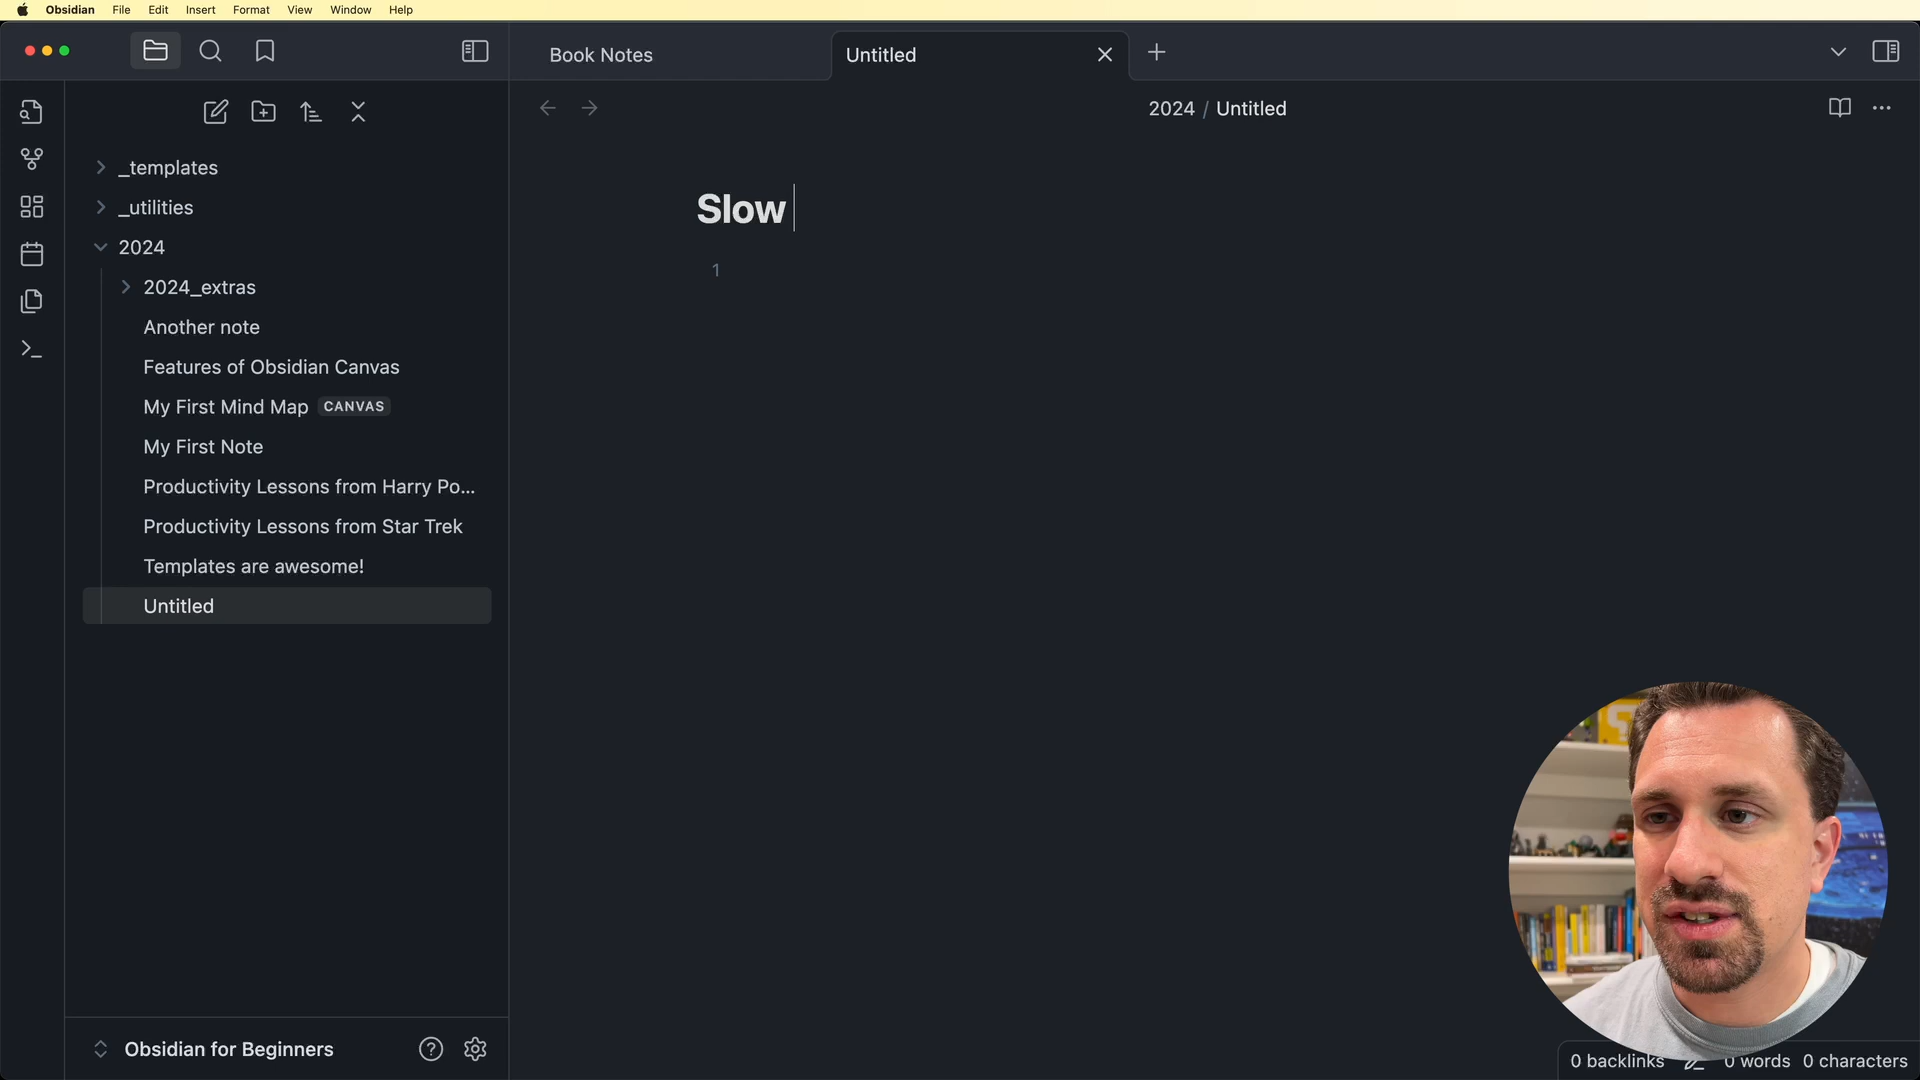 Obsidian File Edit Insert Format View Window Help
Book Notes
Untitled
2024 / Untitled
_templates
_utilities
2024
2024_extras
Another note
Features of Obsidian Canvas
My First Mind Map CANVAS
My First Note
Productivity Lessons from Harry Po...
Productivity Lessons from Star Trek
Templates are awesome!
Untitled
Obsidian for Beginners
Slow
1
0 backlinks 0 words 0 characters